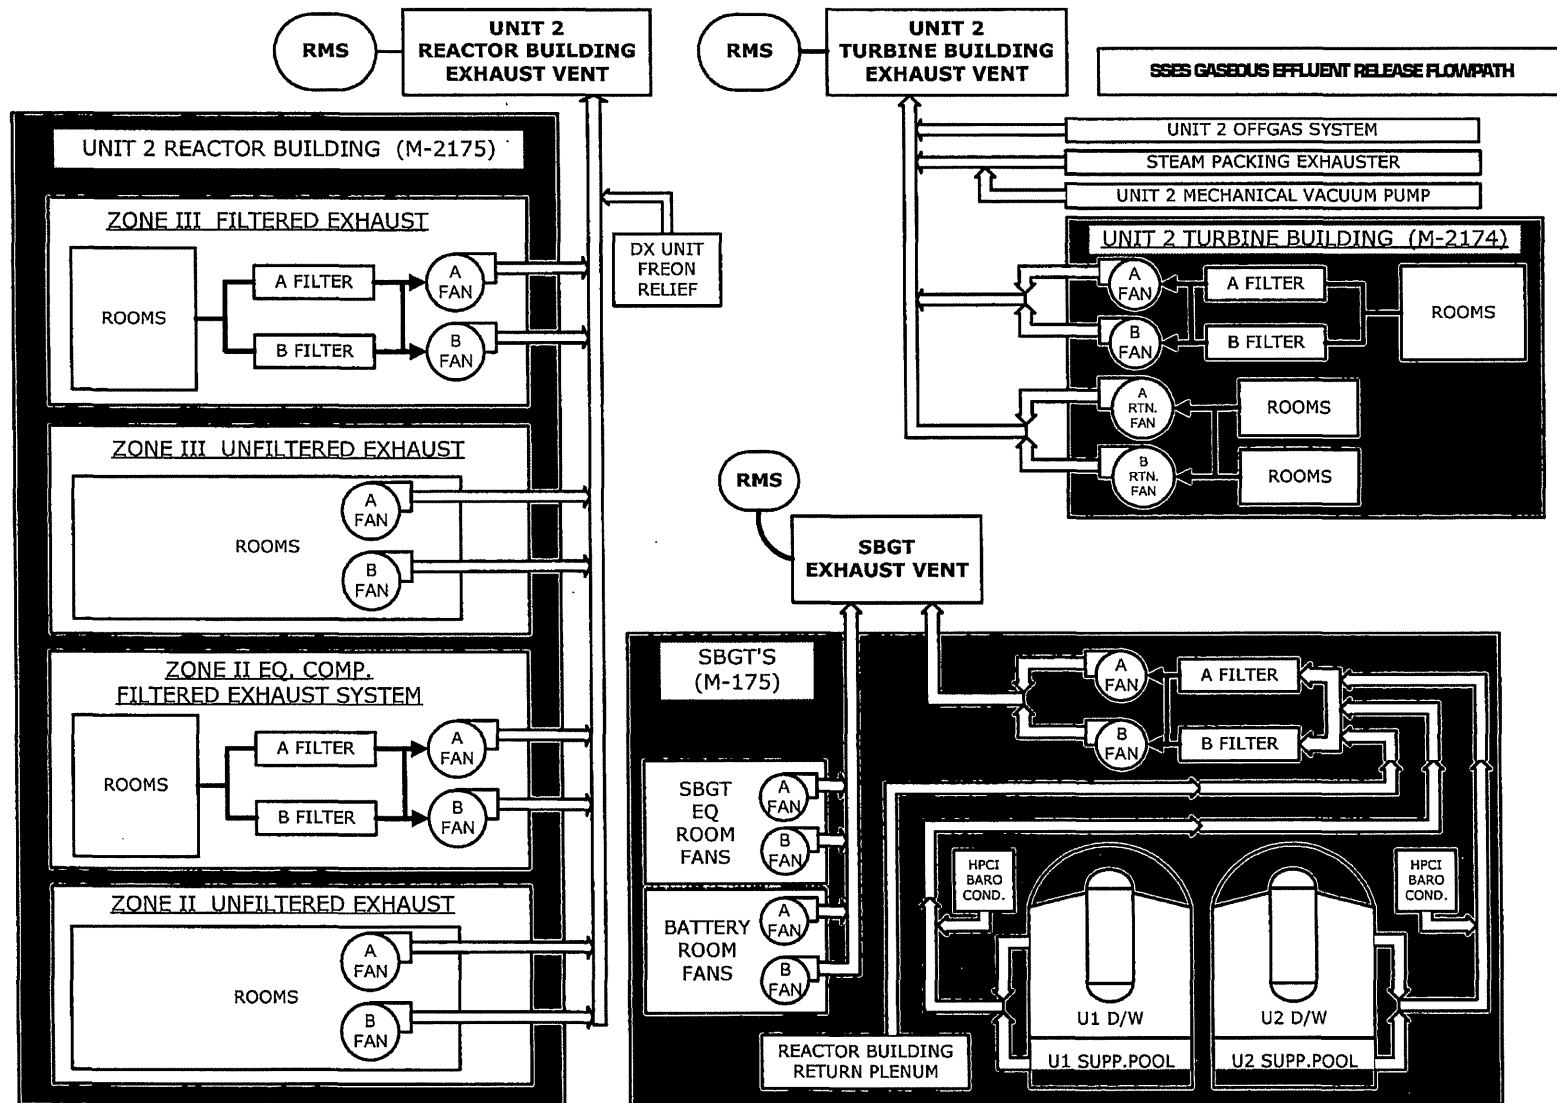 RMS
UNIT 2
REACTOR BUILDING
EXHAUST VENT
RMS
UNIT 2
TURBINE BUILDING
EXHAUST VENT
SSES GASEOUS EFFLUENT RELEASE FLOWPATH
UNIT 2 REACTOR BUILDING (M-2175)
ZONE III FILTERED EXHAUST
ROOMS
A FILTER
B FILTER
A
FAN
B
FAN
DX UNIT
FREON
RELIEF
ZONE III UNFILTERED EXHAUST
ROOMS
A
FAN
B
FAN
ZONE II EQ. COMP.
FILTERED EXHAUST SYSTEM
ROOMS
A FILTER
B FILTER
A
FAN
B
FAN
ZONE II UNFILTERED EXHAUST
ROOMS
A
FAN
B
FAN
UNIT 2 OFFGAS SYSTEM
STEAM PACKING EXHAUSTER
UNIT 2 MECHANICAL VACUUM PUMP
UNIT 2 TURBINE BUILDING (M-2174)
A
FAN
B
FAN
A FILTER
B FILTER
ROOMS
A
RTN.
FAN
B
RTN.
FAN
ROOMS
ROOMS
RMS
SBGT
EXHAUST VENT
SBGT'S
(M-175)
A
FAN
B
FAN
A FILTER
B FILTER
SBGT
EQ
ROOM
FANS
A
FAN
B
FAN
BATTERY
ROOM
FANS
A
FAN
B
FAN
HPCI
BARO
COND.
HPCI
BARO
COND.
U1 D/W
U1 SUPP.POOL
U2 D/W
U2 SUPP.POOL
REACTOR BUILDING
RETURN PLENUM